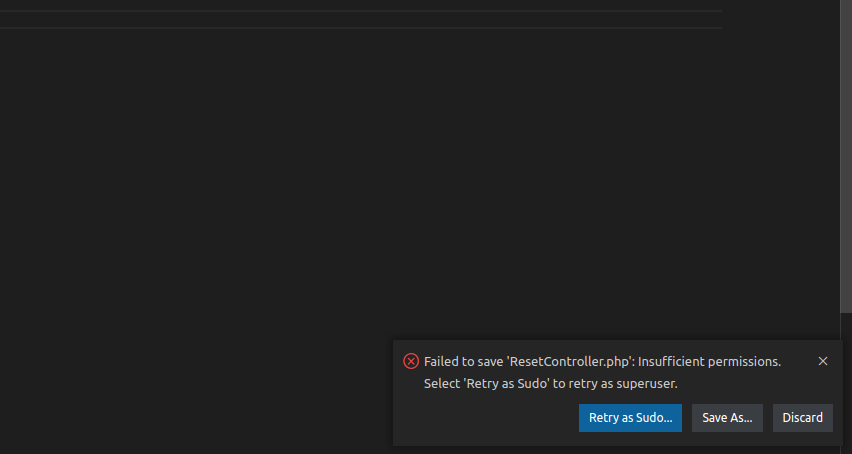 Failed to save 'ResetController.php': Insufficient permissions.
Select 'Retry as Sudo' to retry as superuser.
Retry as Sudo... Save As... Discard